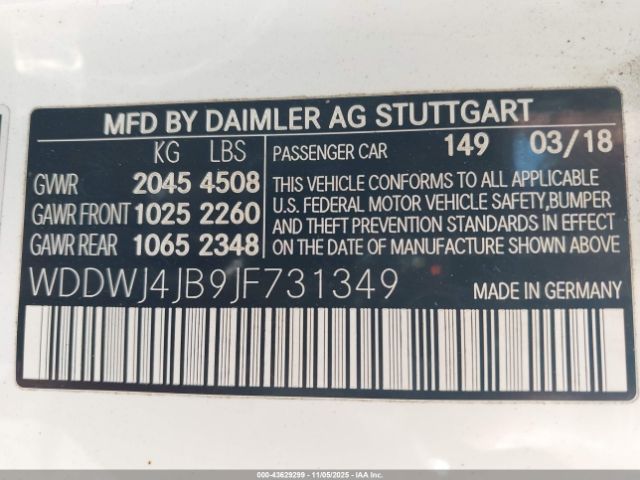 MFD BY DAIMLER AG STUTTGART
KG LBS PASSENGER CAR 149 03/18
GWR 2045 4508
GAWR FRONT 1025 2260
GAWR REAR 1065 2348
THIS VEHICLE CONFORMS TO ALL APPLICABLE
U.S. FEDERAL MOTOR VEHICLE SAFETY,BUMPER
AND THEFT PREVENTION STANDARDS IN EFFECT
ON THE DATE OF MANUFACTURE SHOWN ABOVE
WDDWJ4JB9JF731349 MADE IN GERMANY
000-43629299 - 11/05/2025 - IAA Inc.